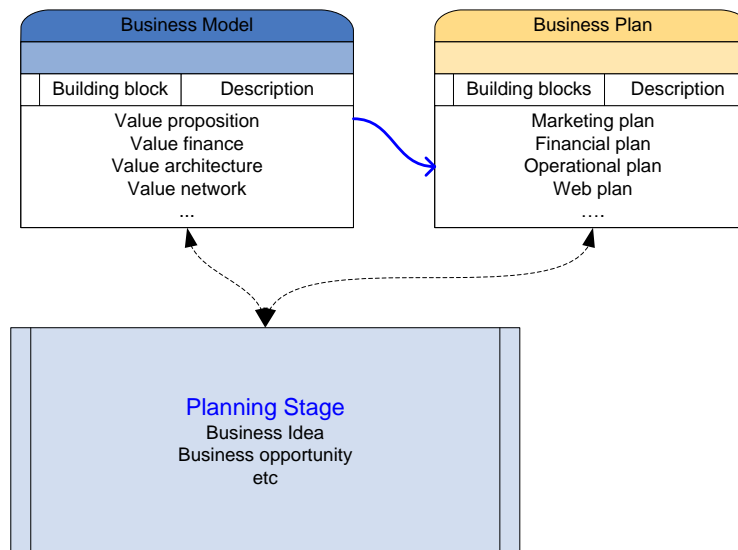 Business Model
Building block
Description
Value proposition
Value finance
Value architecture
Value network
...
Business Plan
Building blocks
Description
Marketing plan
Financial plan
Operational plan
Web plan
....
Planning Stage
Business Idea
Business opportunity
etc